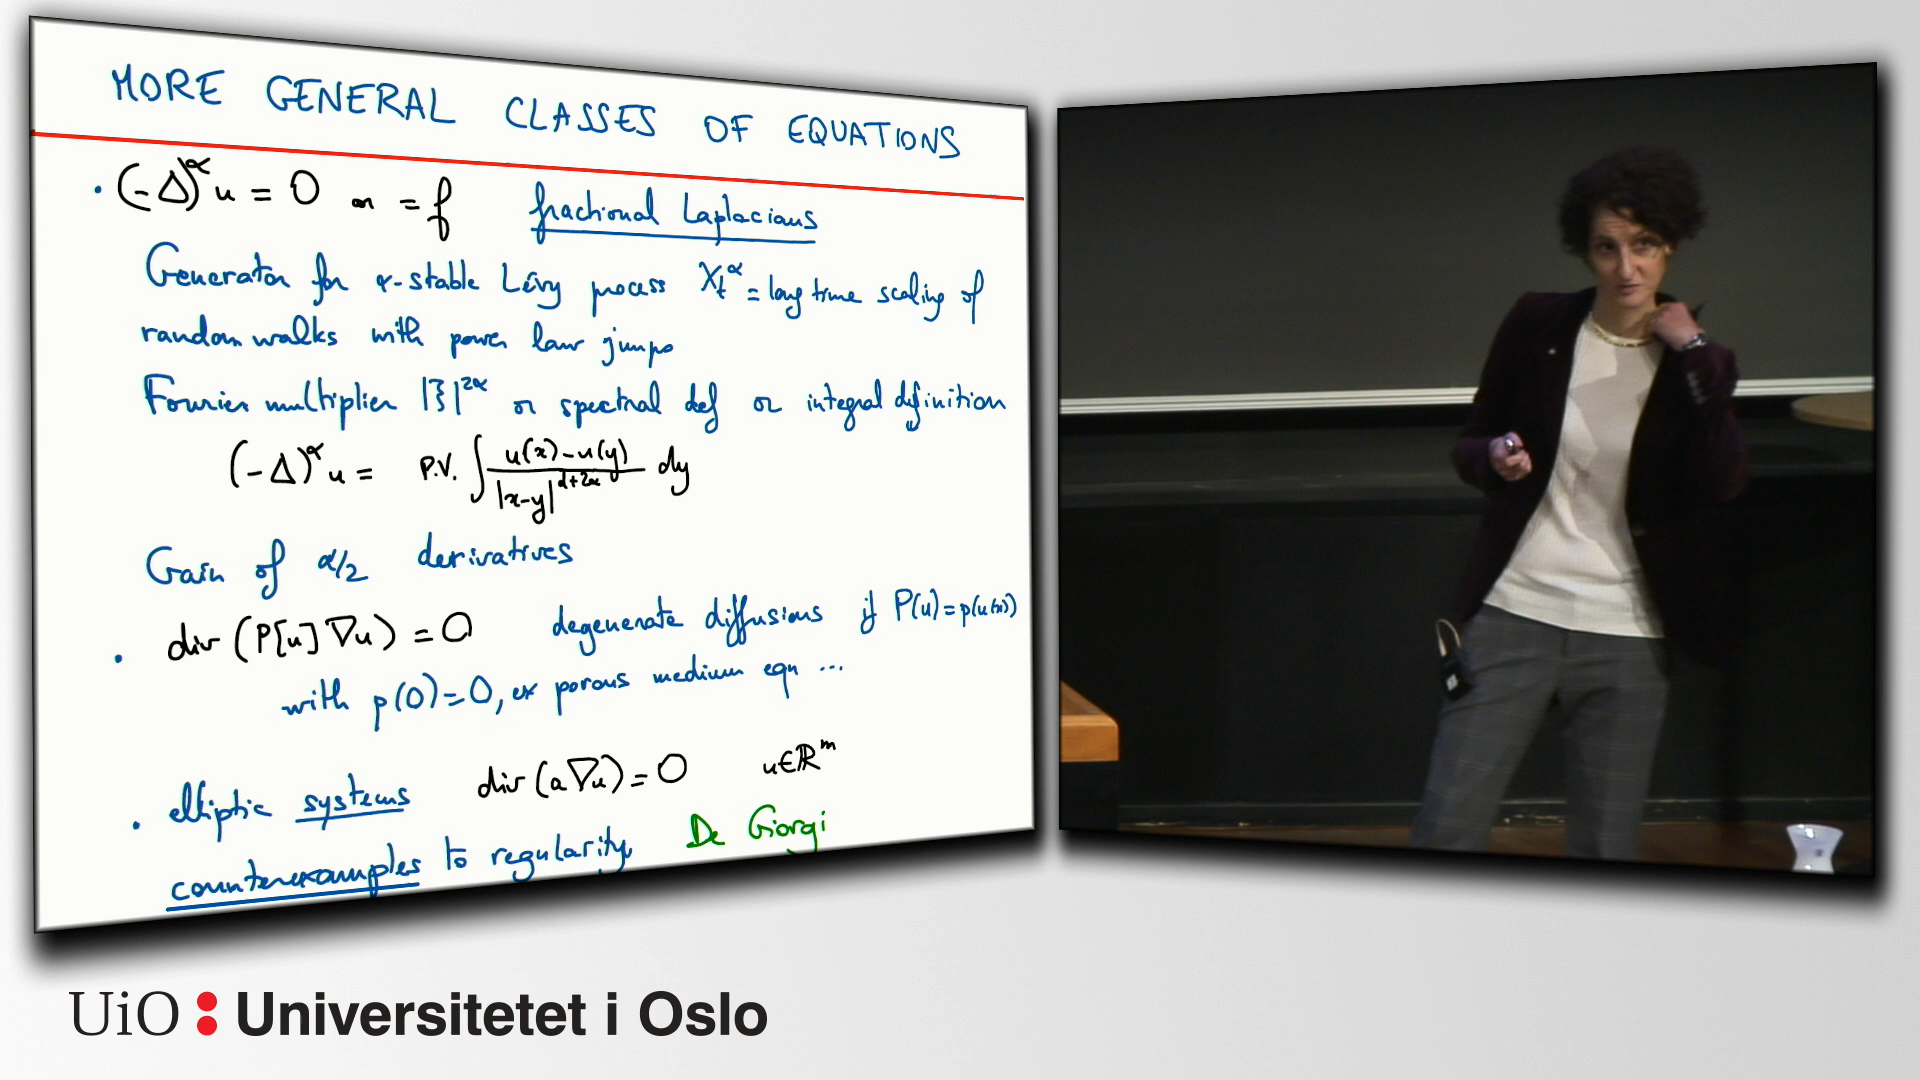 MORE GENERAL CLASSES OF EQUATIONS
• (-Δ)^α u = 0 or = f fractional Laplacians
Generator for α-stable Lévy process X_t^α = long time scaling of
random walks with power law jumps
Fourier multiplier |ξ|^2α or spectral def or integral definition
(-Δ)^α u = P.V. ∫ u(x)-u(y) / |x-y|^d+2α dy
Gain of α/2 derivatives
• div (P[u] ∇u) = 0 degenerate diffusions if P(u) = p(u(x))
with p(0)=0, ex porous medium eqn ...
• elliptic systems div (a∇u) = 0 u∈ℝ^m
counterexamples to regularity De Giorgi
UiO : Universitetet i Oslo